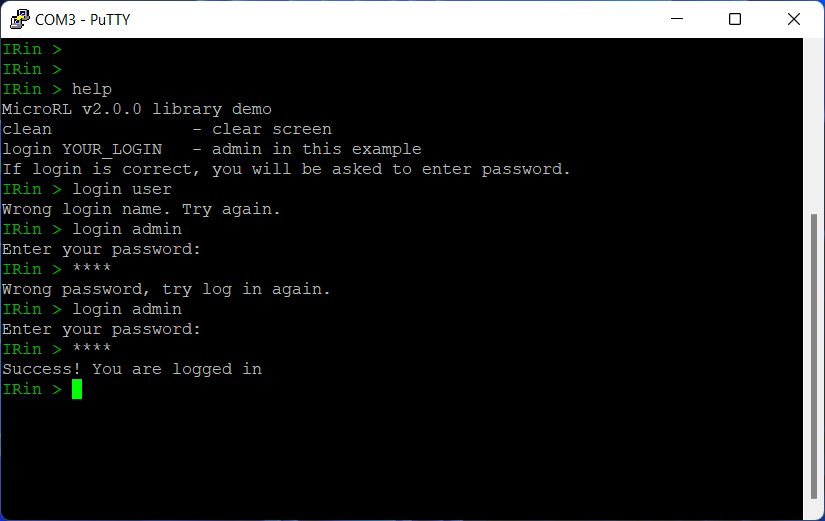 COM3 - PuTTY
IRin >
IRin >
IRin > help
MicroRL v2.0.0 library demo
clean              - clear screen
login YOUR_LOGIN   - admin in this example
If login is correct, you will be asked to enter password.
IRin > login user
Wrong login name. Try again.
IRin > login admin
Enter your password:
IRin > ****
Wrong password, try log in again.
IRin > login admin
Enter your password:
IRin > ****
Success! You are logged in
IRin >